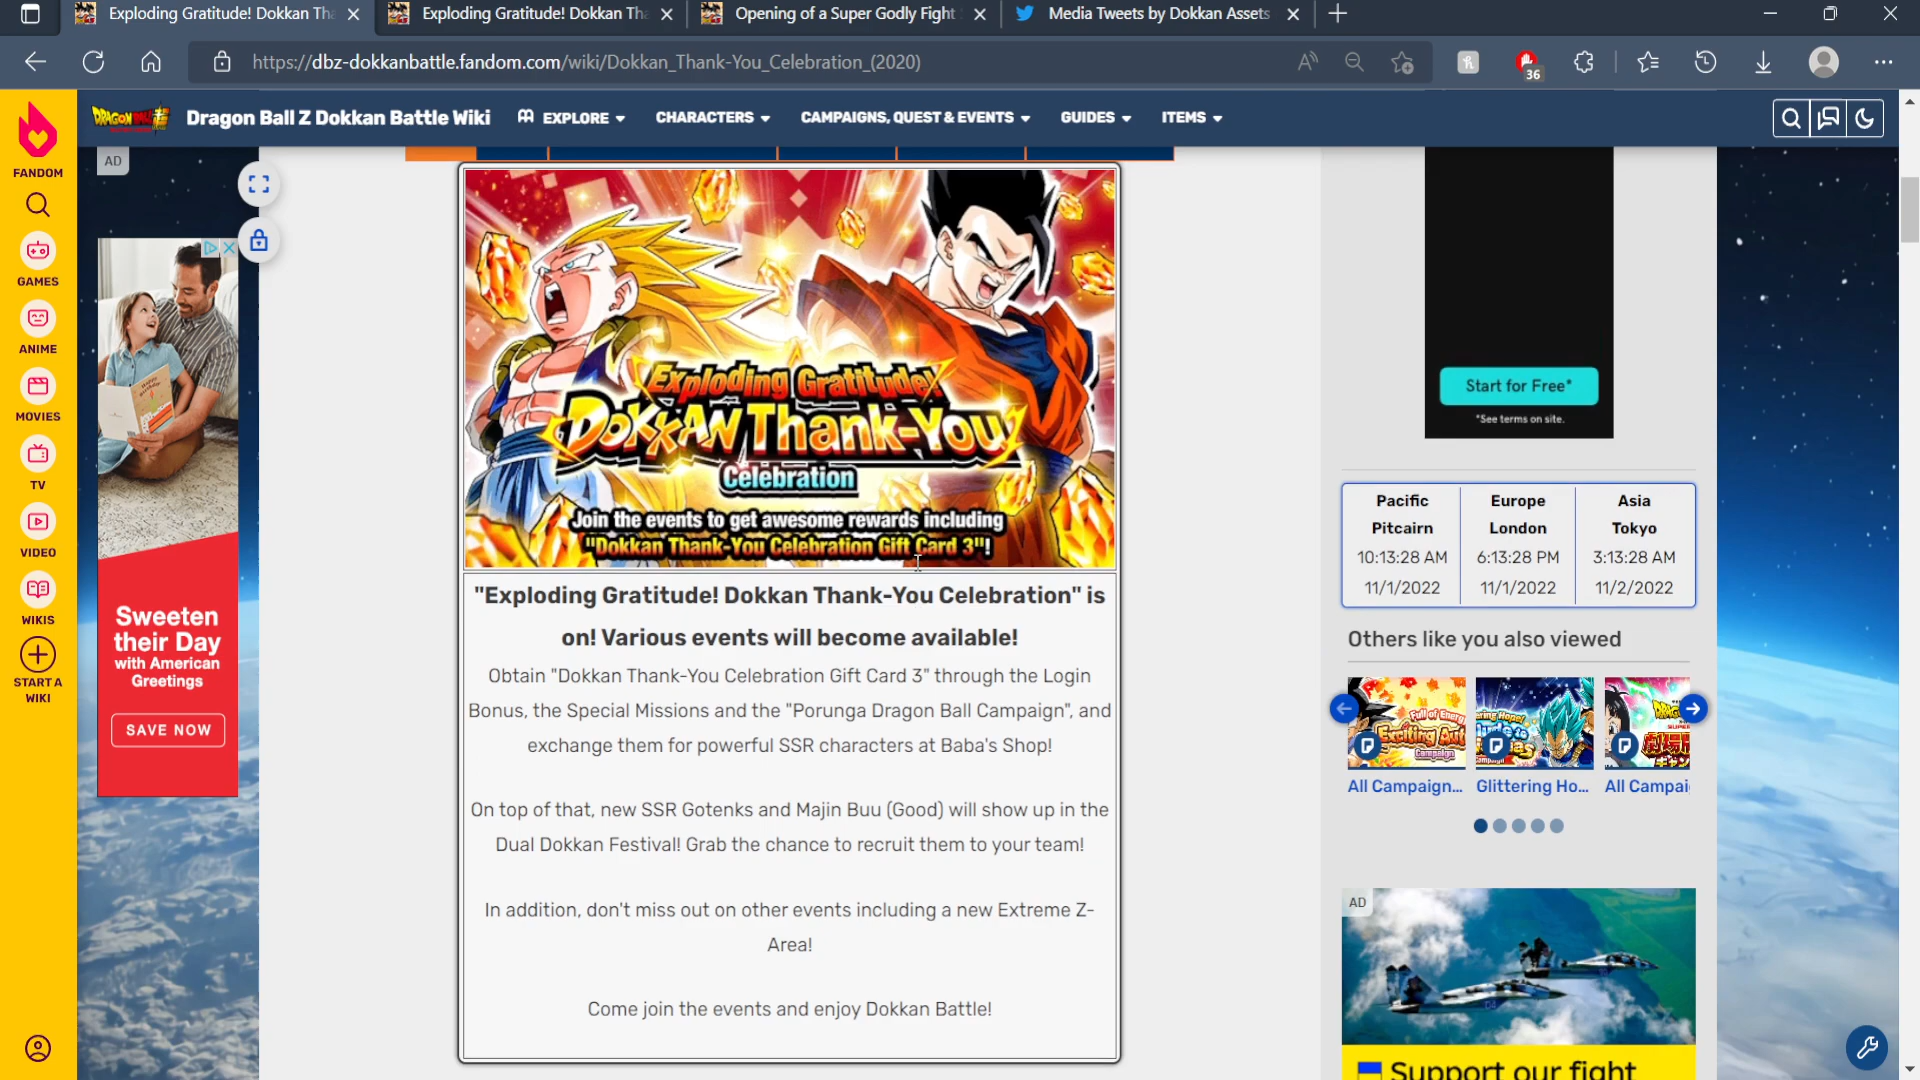 Exploding Gratitude! Dokkan Th
Exploding Gratitude! Dokkan Tha
Opening of a Super Godly Fight
Media Tweets by Dokkan Assets
https://dbz-dokkanbattle.fandom.com/wiki/Dokkan_Thank-You_Celebration_(2020)
36
Dragon Ball Z Dokkan Battle Wiki
EXPLORE
CHARACTERS
CAMPAIGNS, QUEST & EVENTS
GUIDES
ITEMS
FANDOM
GAMES
ANIME
MOVIES
TV
VIDEO
WIKIS
START A
WIKI
AD
Sweeten
their Day
with American
Greetings
SAVE NOW
Exploding Gratitude!
DOKKAN Thank-You
Celebration
Join the events to get awesome rewards including
"Dokkan Thank-You Celebration Gift Card 3"!
"Exploding Gratitude! Dokkan Thank-You Celebration" is
on! Various events will become available!
Obtain "Dokkan Thank-You Celebration Gift Card 3" through the Login
Bonus, the Special Missions and the "Porunga Dragon Ball Campaign", and
exchange them for powerful SSR characters at Baba's Shop!
On top of that, new SSR Gotenks and Majin Buu (Good) will show up in the
Dual Dokkan Festival! Grab the chance to recruit them to your team!
In addition, don't miss out on other events including a new Extreme Z-
Area!
Come join the events and enjoy Dokkan Battle!
Start for Free*
*See terms on site.
Pacific Europe Asia
Pitcairn London Tokyo
10:13:28 AM 6:13:28 PM 3:13:28 AM
11/1/2022 11/1/2022 11/2/2022
Others like you also viewed
Full of Energ
Exciting Aut
Campaign
All Campaign...
Glittering Ho...
All Campai
AD
Support our fight